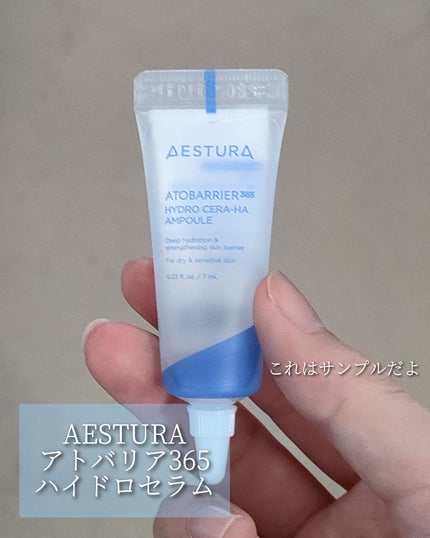 AESTURA
ATOBARRIER365
HYDRO CERA-HA
AMPOULE
Deep hydration &
strengthening skin barrier
For dry & sensitive skin
0.23 fl. oz. / 7 mL
これはサンプルだよ
AESTURA
アトバリア365
ハイドロセラム